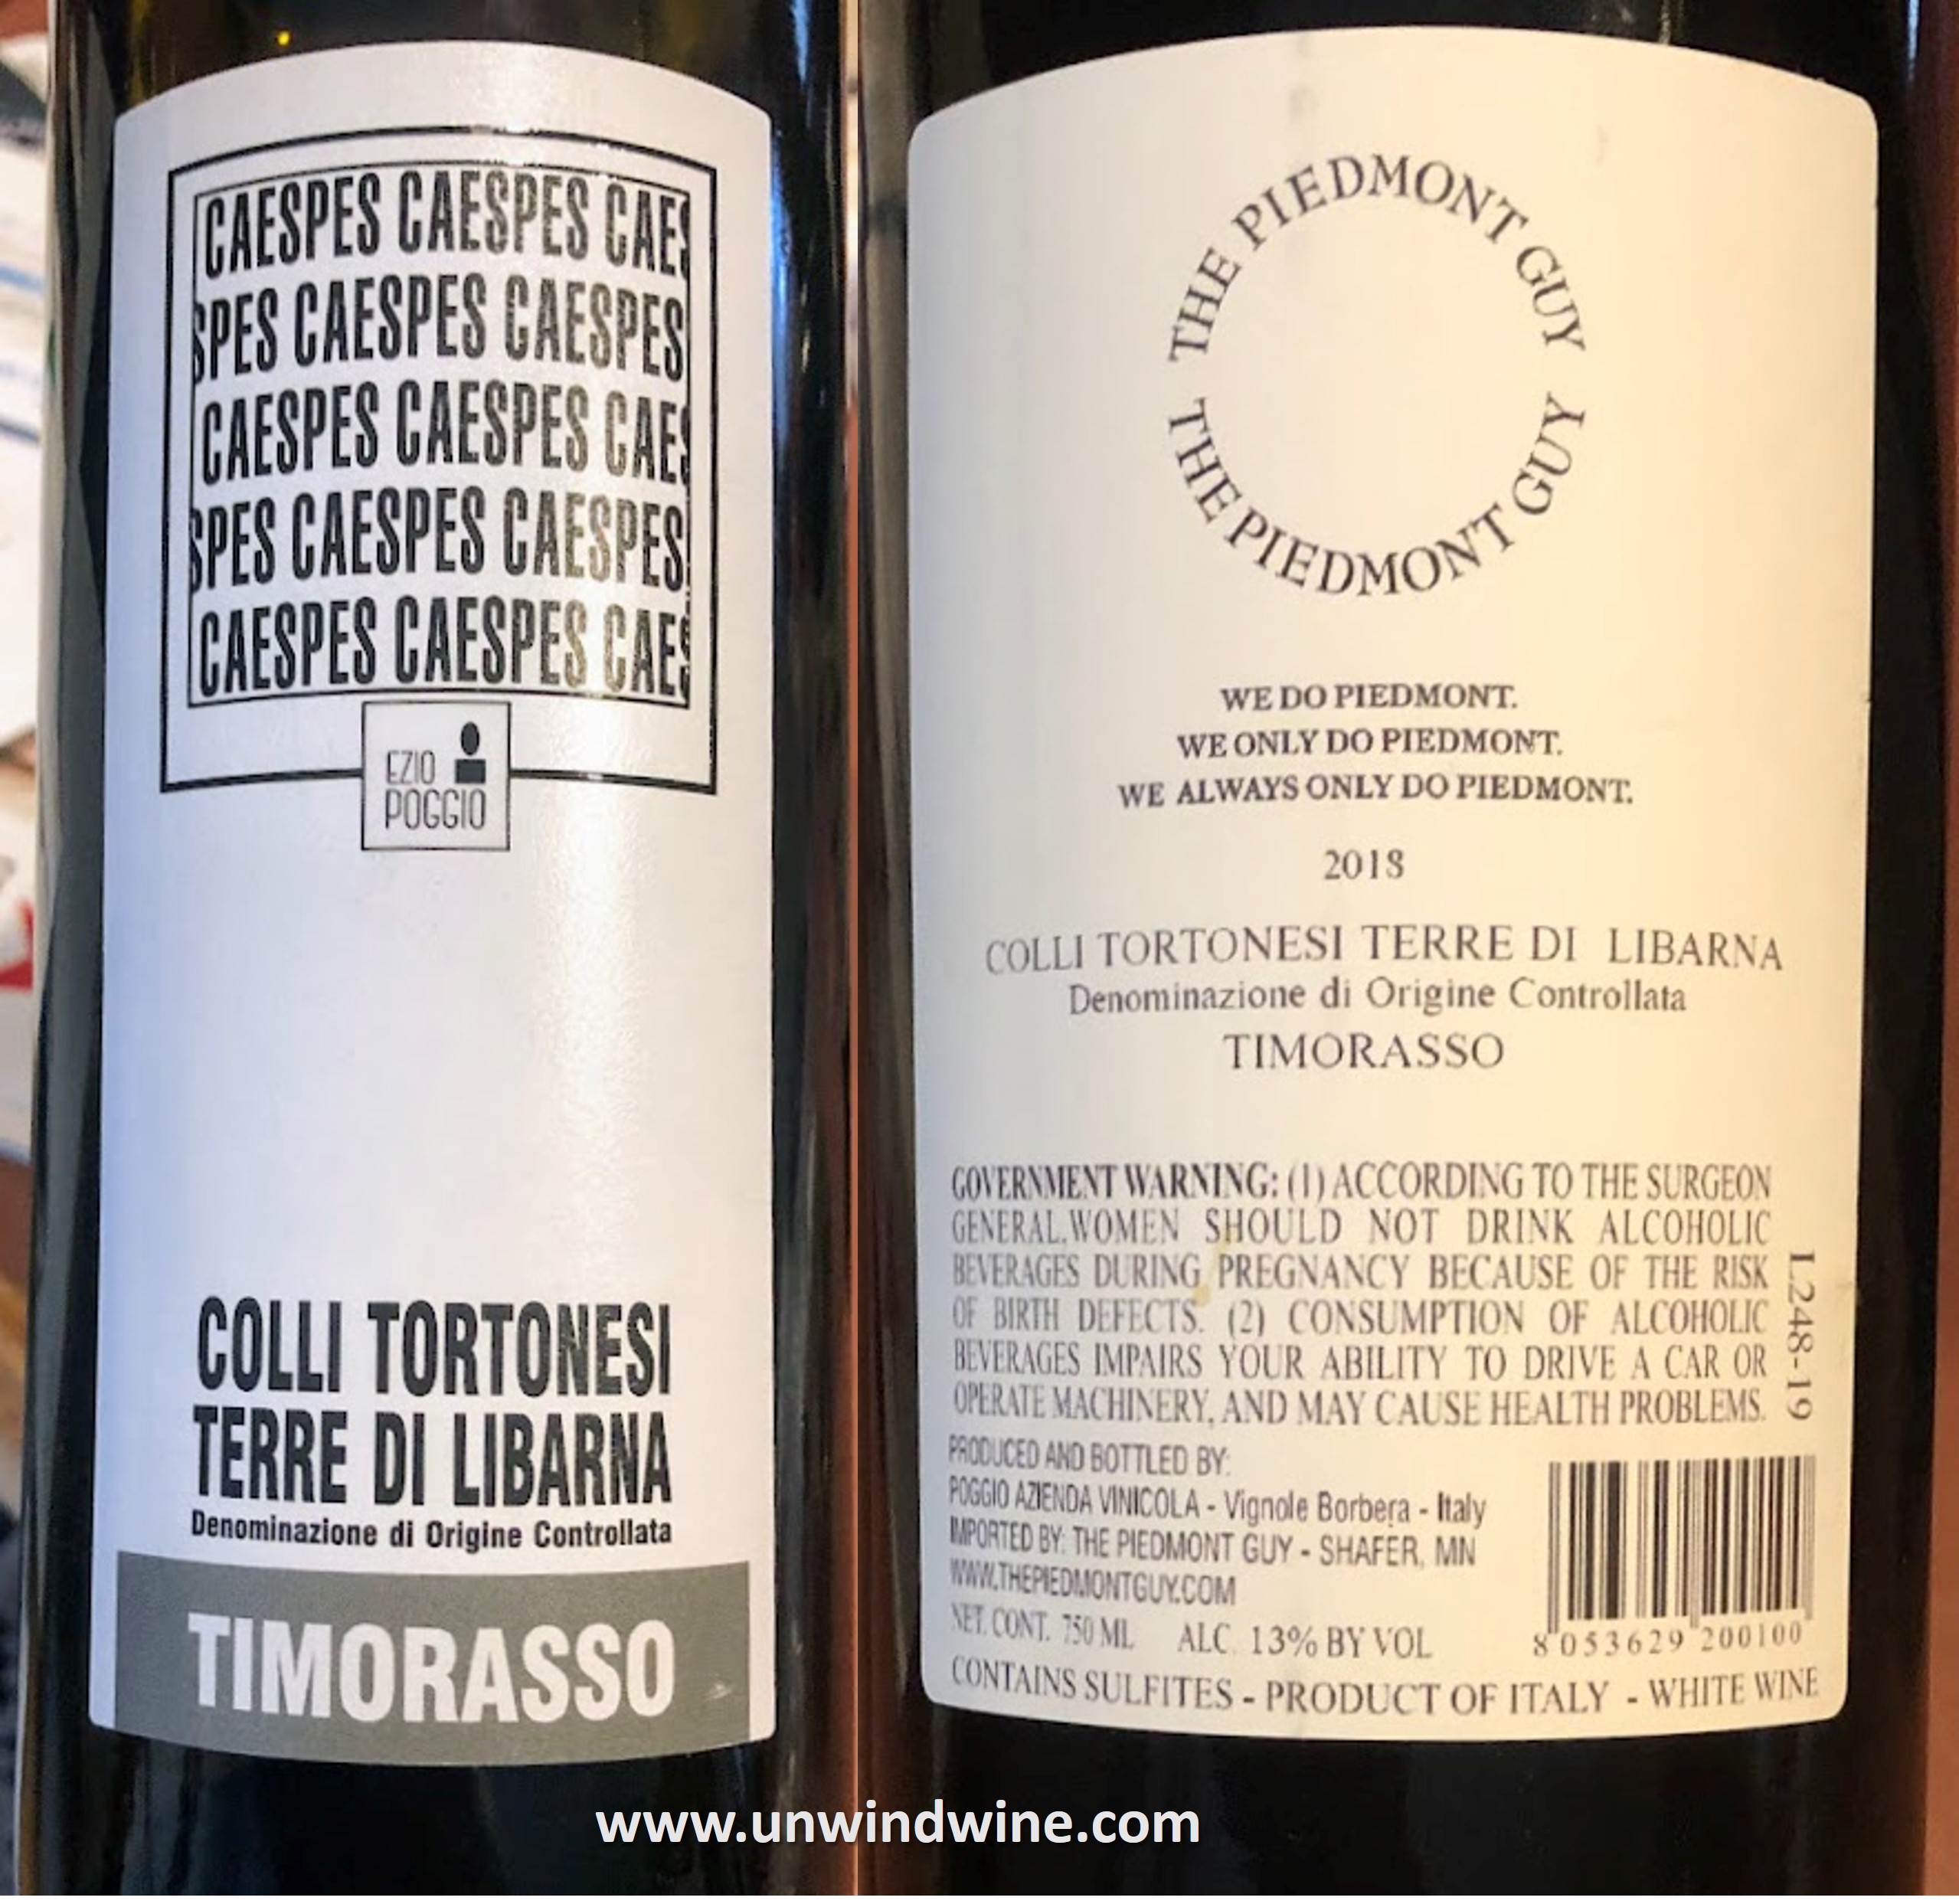 CAESPES CAESPES CAES
SPES CAESPES CAESPES
CAESPES CAESPES CAES
SPES CAESPES CAESPES
CAESPES CAESPES CAES
EZIO
POGGIO
COLLI TORTONESI
TERRE DI LIBARNA
Denominazione di Origine Controllata
TIMORASSO
THE PIEDMONT GUY
THE PIEDMONT GUY
WE DO PIEDMONT.
WE ONLY DO PIEDMONT.
WE ALWAYS ONLY DO PIEDMONT.
2018
COLLI TORTONESI TERRE DI LIBARNA
Denominazione di Origine Controllata
TIMORASSO
GOVERNMENT WARNING: (1) ACCORDING TO THE SURGEON
GENERAL.WOMEN SHOULD NOT DRINK ALCOHOLIC
BEVERAGES DURING PREGNANCY BECAUSE OF THE RISK
OF BIRTH DEFECTS. (2) CONSUMPTION OF ALCOHOLIC
BEVERAGES IMPAIRS YOUR ABILITY TO DRIVE A CAR OR
OPERATE MACHINERY, AND MAY CAUSE HEALTH PROBLEMS.
L248-19
PRODUCED AND BOTTLED BY:
POGGIO AZIENDA VINICOLA - Vignole Borbera - Italy
IMPORTED BY: THE PIEDMONT GUY - SHAFER, MN
WWW.THEPIEDMONTGUY.COM
NET. CONT. 750 ML ALC. 13% BY VOL
8 053629 200100
CONTAINS SULFITES - PRODUCT OF ITALY - WHITE WINE
www.unwindwine.com